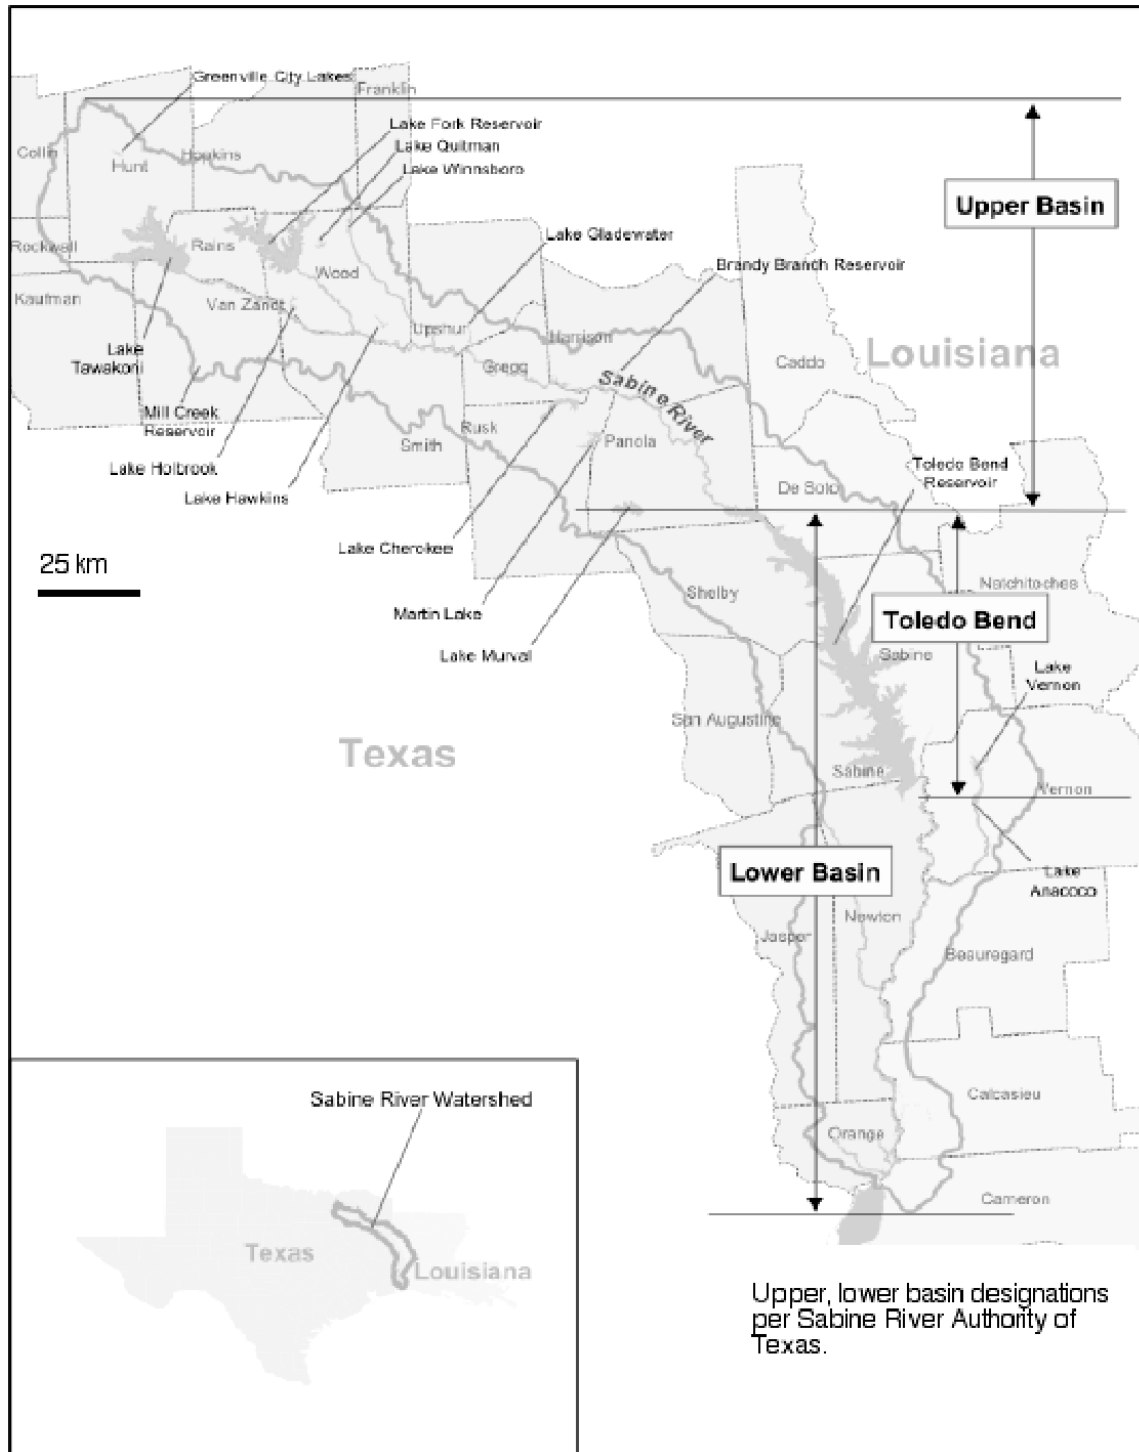 Greenville City Lakes
Franklin
Lake Fork Reservoir
Lake Quitman
Lake Winnsboro
Collin
Hunt
Hopkins
Upper Basin
Rockwall
Rains
Wood
Lake Gladewater
Brandy Branch Reservoir
Kaufman
Van Zandt
Upshur
Harrison
Louisiana
Caddo
Lake
Tawakoni
Gregg
Sabine River
Mill Creek
Reservoir
Smith
Rusk
Panola
Lake Holbrook
Lake Hawkins
Toledo Bend
Reservoir
De Soto
Lake Cherokee
25 km
Martin Lake
Lake Murval
Shelby
Natchitoches
Toledo Bend
Sabine
Lake
Vernon
San Augustine
Texas
Sabine
Vernon
Lower Basin
Lake
Anacoco
Newton
Jasper
Beauregard
Calcasieu
Orange
Cameron
Sabine River Watershed
Texas
Louisiana
Upper, lower basin designations
per Sabine River Authority of
Texas.